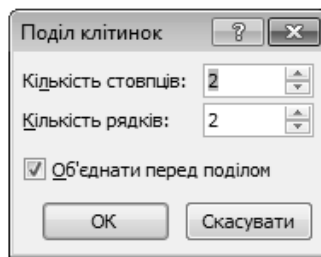 Поділ клітинок
Кількість стовпців: 2
Кількість рядків: 2
Об'єднати перед поділом
ОК Скасувати